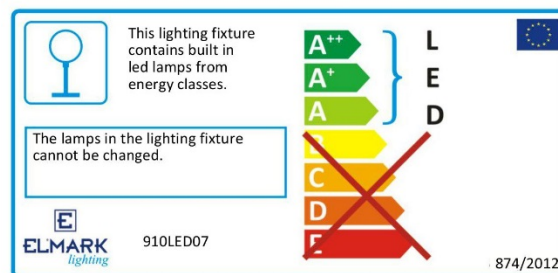 This lighting fixture
contains built in
led lamps from
energy classes.
A++
A+
A
B
C
D
E
L
E
D
The lamps in the lighting fixture
cannot be changed.
E
ELMARK
lighting
910LED07
874/2012